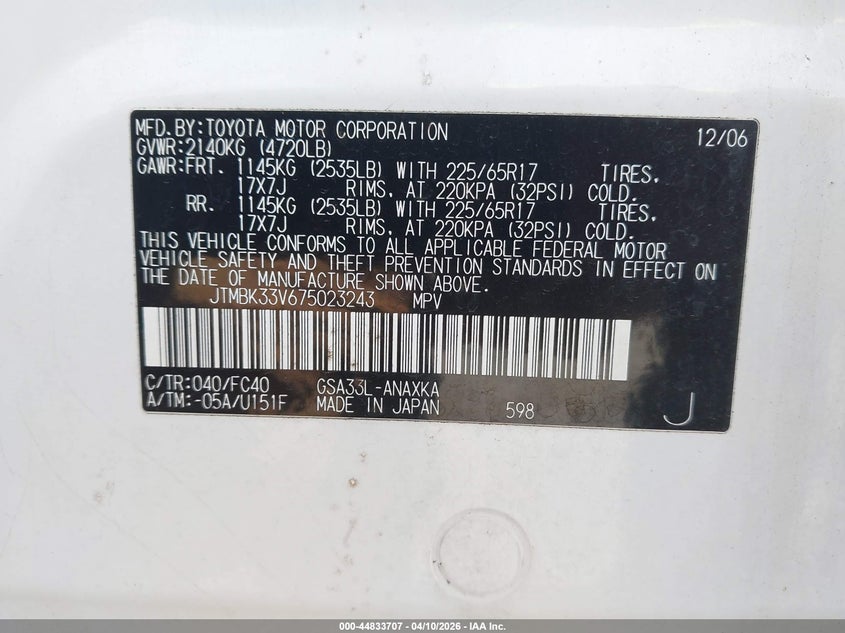 MFD.BY:TOYOTA MOTOR CORPORATION 12/06
GVWR:2140KG (4720LB)
GAWR:FRT. 1145KG (2535LB) WITH 225/65R17 TIRES,
17X7J RIMS, AT 220KPA (32PSI) COLD.
RR. 1145KG (2535LB) WITH 225/65R17 TIRES,
17X7J RIMS, AT 220KPA (32PSI) COLD.
THIS VEHICLE CONFORMS TO ALL APPLICABLE FEDERAL MOTOR
VEHICLE SAFETY AND THEFT PREVENTION STANDARDS IN EFFECT ON
THE DATE OF MANUFACTURE SHOWN ABOVE.
JTMBK33V675023243 MPV
C/TR:040/FC40 GSA33L-ANAXKA
A/TM:-05A/U151F MADE IN JAPAN 598 J
000-44833707 - 04/10/2026 - IAA Inc.